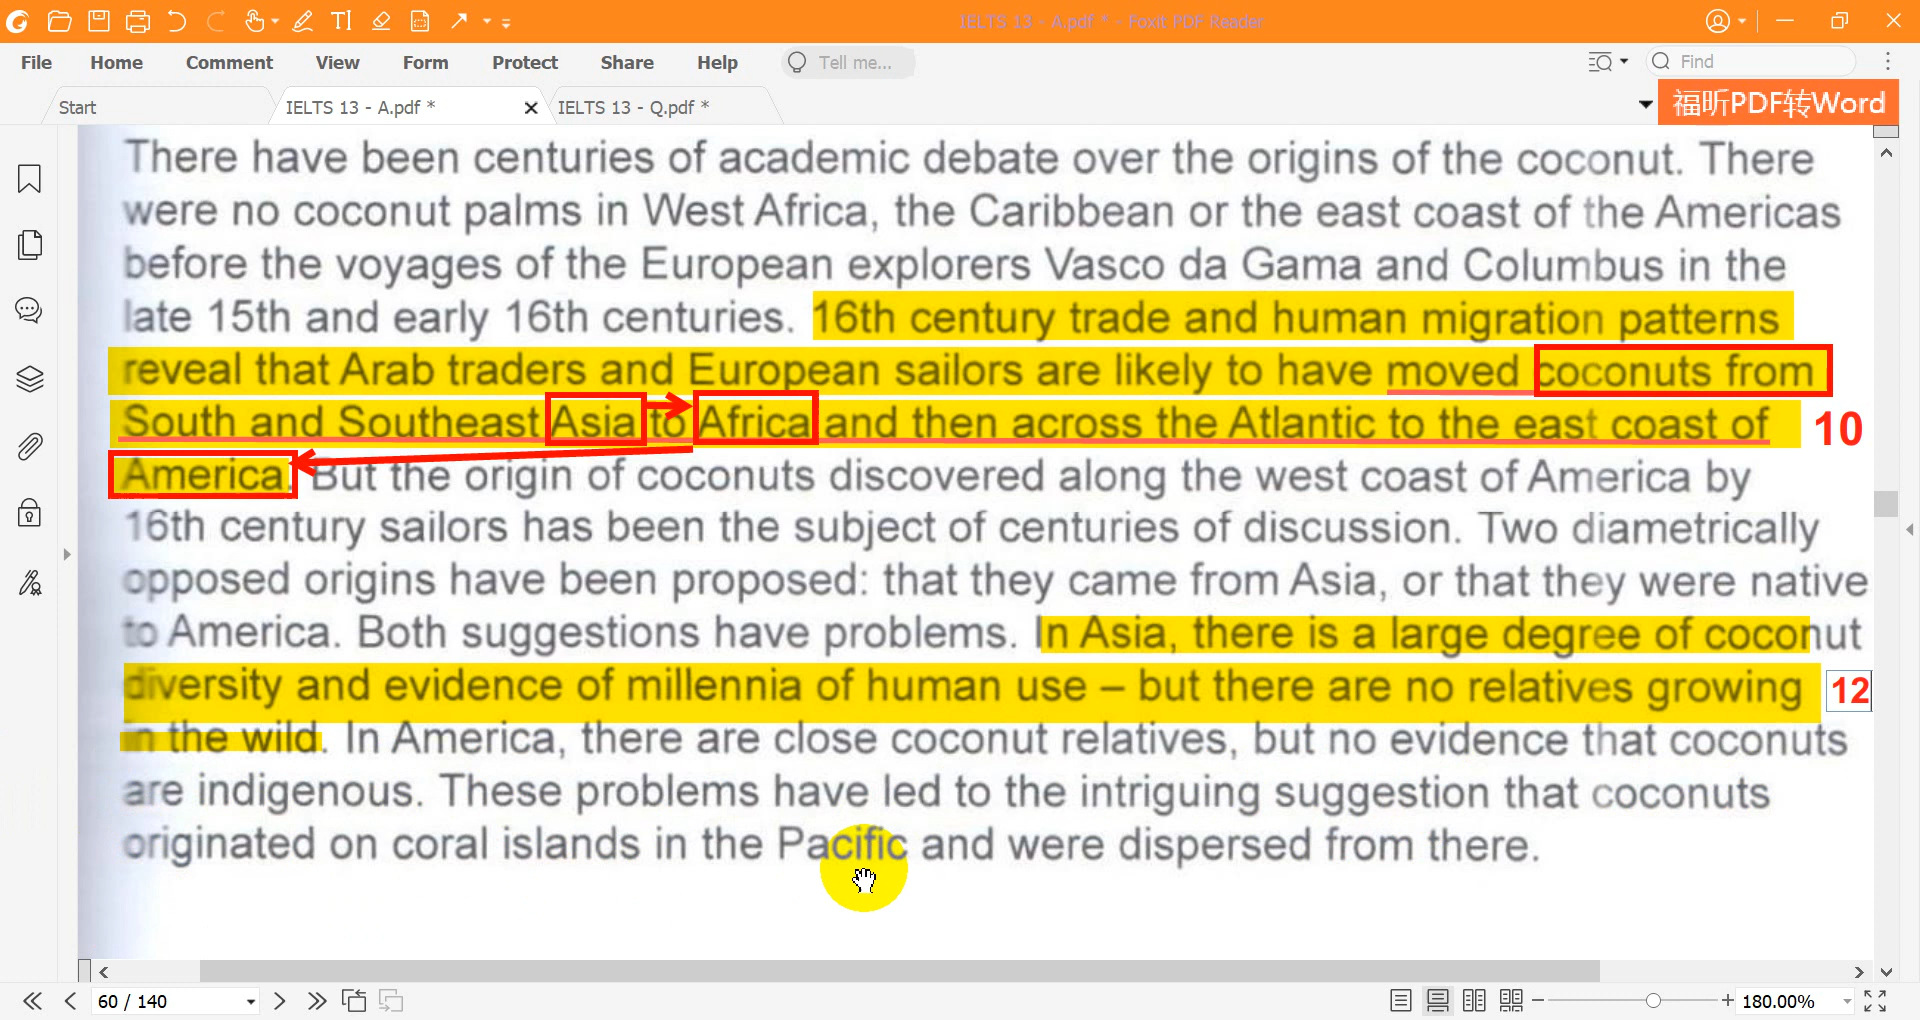 IELTS 13 - A.pdf * - Foxit PDF Reader
File Home Comment View Form Protect Share Help Tell me... Find
Start IELTS 13 - A.pdf * IELTS 13 - Q.pdf * 福昕PDF转Word
There have been centuries of academic debate over the origins of the coconut. There
were no coconut palms in West Africa, the Caribbean or the east coast of the Americas
before the voyages of the European explorers Vasco da Gama and Columbus in the
late 15th and early 16th centuries. 16th century trade and human migration patterns
reveal that Arab traders and European sailors are likely to have moved coconuts from
South and Southeast Asia to Africa and then across the Atlantic to the east coast of 10
America. But the origin of coconuts discovered along the west coast of America by
16th century sailors has been the subject of centuries of discussion. Two diametrically
opposed origins have been proposed: that they came from Asia, or that they were native
to America. Both suggestions have problems. In Asia, there is a large degree of coconut
diversity and evidence of millennia of human use – but there are no relatives growing 12
in the wild. In America, there are close coconut relatives, but no evidence that coconuts
are indigenous. These problems have led to the intriguing suggestion that coconuts
originated on coral islands in the Pacific and were dispersed from there.
60 / 140 180.00%